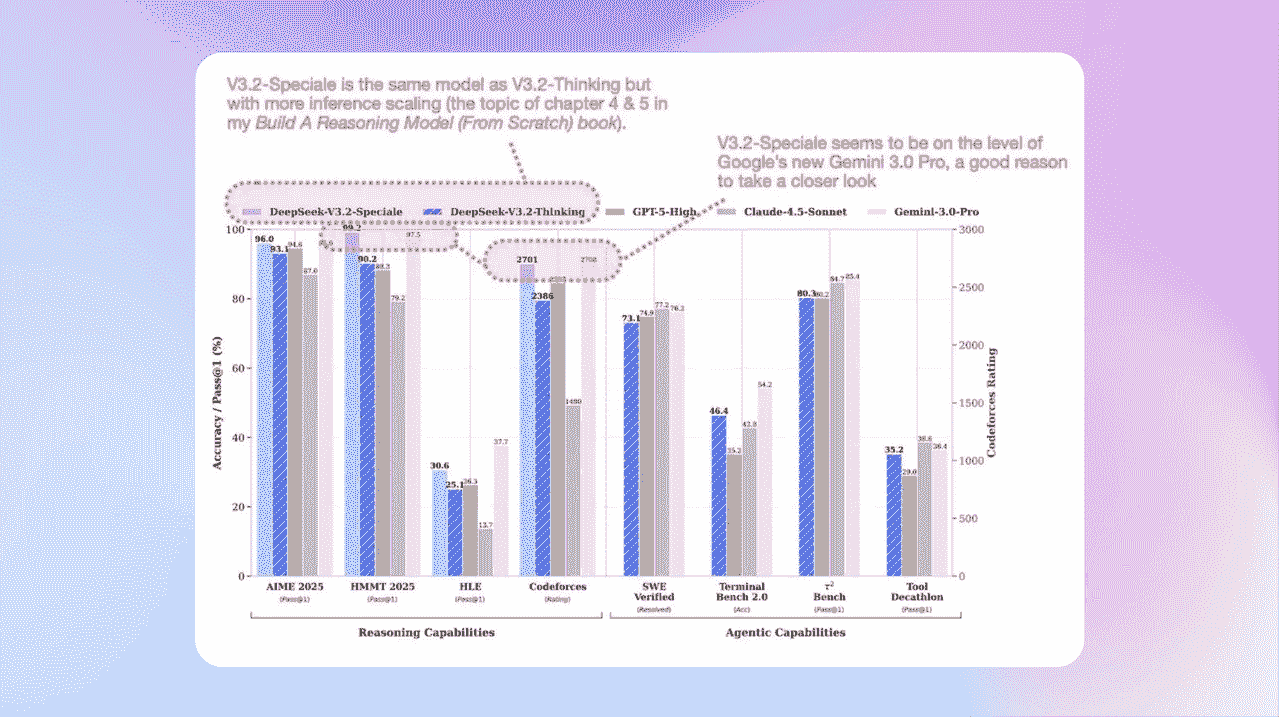 V3.2-Speciale is the same model as V3.2-Thinking but
with more inference scaling (the topic of chapter 4 & 5 in
my Build A Reasoning Model (From Scratch) book).
V3.2-Speciale seems to be on the level of
Google's new Gemini 3.0 Pro, a good reason
to take a closer look
DeepSeek-V3.2-Speciale DeepSeek-V3.2-Thinking GPT-5-High Claude-4.5-Sonnet Gemini-3.0-Pro
Accuracy / Pass@1 (%)
100
80
60
40
20
0
96.0 93.1 94.6 87.0
90.2 79.2 97.5
30.6 25.1 26.3 13.7 37.7
2701 2386 1480 2708
73.1 74.9 77.2 76.2
46.4 35.2 42.8 54.2
80.3 80.2 84.7 85.4
35.2 29.0 38.6 36.4
3000
2500
2000
1500
1000
500
0
Codeforces Rating
AIME 2025
(Pass@1)
HMMT 2025
(Pass@1)
HLE
(Pass@1)
Codeforces
(Rating)
SWE
Verified
(Resolved)
Terminal
Bench 2.0
(Acc)
τ²
Bench
(Pass@1)
Tool
Decathlon
(Pass@1)
Reasoning Capabilities
Agentic Capabilities